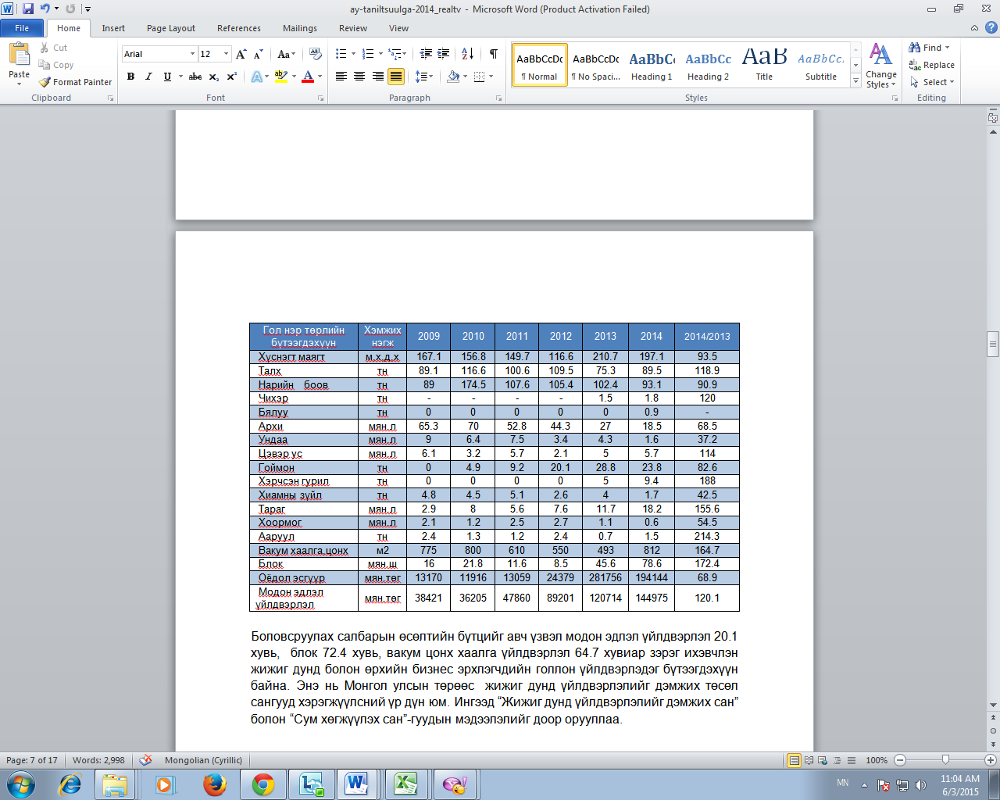 ay-taniltsuulga-2014_realtv - Microsoft Word (Product Activation Failed)
File Home Insert Page Layout References Mailings Review View
Paste
Cut
Copy
Format Painter
Clipboard
Arial 12
Font
Paragraph
AaBbCcDc AaBbCcDc AaBbCc AaBbCc AaB AaBbCc.
¶ Normal ¶ No Spaci... Heading 1 Heading 2 Title Subtitle
Change Styles
Styles
Find
Replace
Select
Editing
Гол нэр төрлийн бүтээгдэхүүн Хэмжих нэгж 2009 2010 2011 2012 2013 2014 2014/2013
Хүснэгт маягт м.х.д.х 167.1 156.8 149.7 116.6 210.7 197.1 93.5
Талх тн 89.1 116.6 100.6 109.5 75.3 89.5 118.9
Нарийн боов тн 89 174.5 107.6 105.4 102.4 93.1 90.9
Чихэр тн - - - - 1.5 1.8 120
Бялуу тн 0 0 0 0 0 0.9 -
Архи мян.л 65.3 70 52.8 44.3 27 18.5 68.5
Ундаа мян.л 9 6.4 7.5 3.4 4.3 1.6 37.2
Цэвэр ус мян.л 6.1 3.2 5.7 2.1 5 5.7 114
Гоймон тн 0 4.9 9.2 20.1 28.8 23.8 82.6
Хэрчсэн гурил тн 0 0 0 0 5 9.4 188
Хиамны зүйл тн 4.8 4.5 5.1 2.6 4 1.7 42.5
Тараг мян.л 2.9 8 5.6 7.6 11.7 18.2 155.6
Хоормог мян.л 2.1 1.2 2.5 2.7 1.1 0.6 54.5
Ааруул тн 2.4 1.3 1.2 2.4 0.7 1.5 214.3
Вакум хаалга,цонх м2 775 800 610 550 493 812 164.7
Блок мян.ш 16 21.8 11.6 8.5 45.6 78.6 172.4
Оёдол эсгүүр мян.төг 13170 11916 13059 24379 281756 194144 68.9
Модон эдлэл үйлдвэрлэл мян.төг 38421 36205 47860 89201 120714 144975 120.1
Боловсруулах салбарын өсөлтийн бүтцийг авч үзвэл модон эдлэл үйлдвэрлэл 20.1
хувь, блок 72.4 хувь, вакум цонх хаалга үйлдвэрлэл 64.7 хувиар зэрэг ихэвчлэн
жижиг дунд болон өрхийн бизнес эрхлэгчдийн голлон үйлдвэрлэдэг бүтээгдэхүүн
байна. Энэ нь Монгол улсын төрөөс жижиг дунд үйлдвэрлэлийг дэмжих төсөл
сангууд хэрэгжүүлсний үр дүн юм. Ингээд “Жижиг дунд үйлдвэрлэлийг дэмжих сан”
болон “Сум хөгжүүлэх сан”-гуудын мэдээлэлийг доор орууллаа.
Page: 7 of 17 Words: 2,998 Mongolian (Cyrillic) 100%
MN 11:04 AM
6/3/2015